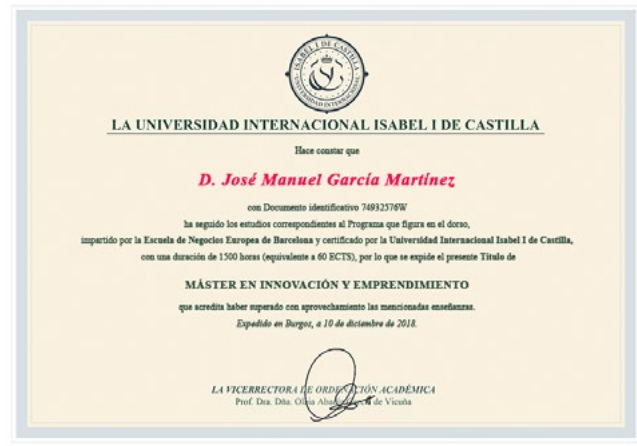 ISABEL I DE CASTILLA
UNIVERSIDAD INTERNACIONAL
LA UNIVERSIDAD INTERNACIONAL ISABEL I DE CASTILLA
Hace constar que
D. José Manuel García Martínez
con Documento identificativo 74932576W
ha seguido los estudios correspondientes al Programa que figura en el dorso,
impartido por la Escuela de Negocios Europea de Barcelona y certificado por la Universidad Internacional Isabel I de Castilla,
con una duración de 1500 horas (equivalente a 60 ECTS), por lo que se expide el presente Título de
MÁSTER EN INNOVACIÓN Y EMPRENDIMIENTO
que acredita haber superado con aprovechamiento las mencionadas enseñanzas.
Expedido en Burgos, a 10 de diciembre de 2018.
LA VICERRECTORA DE ORDENACIÓN ACADÉMICA
Prof. Dra. Dña. Olga de Vicuña